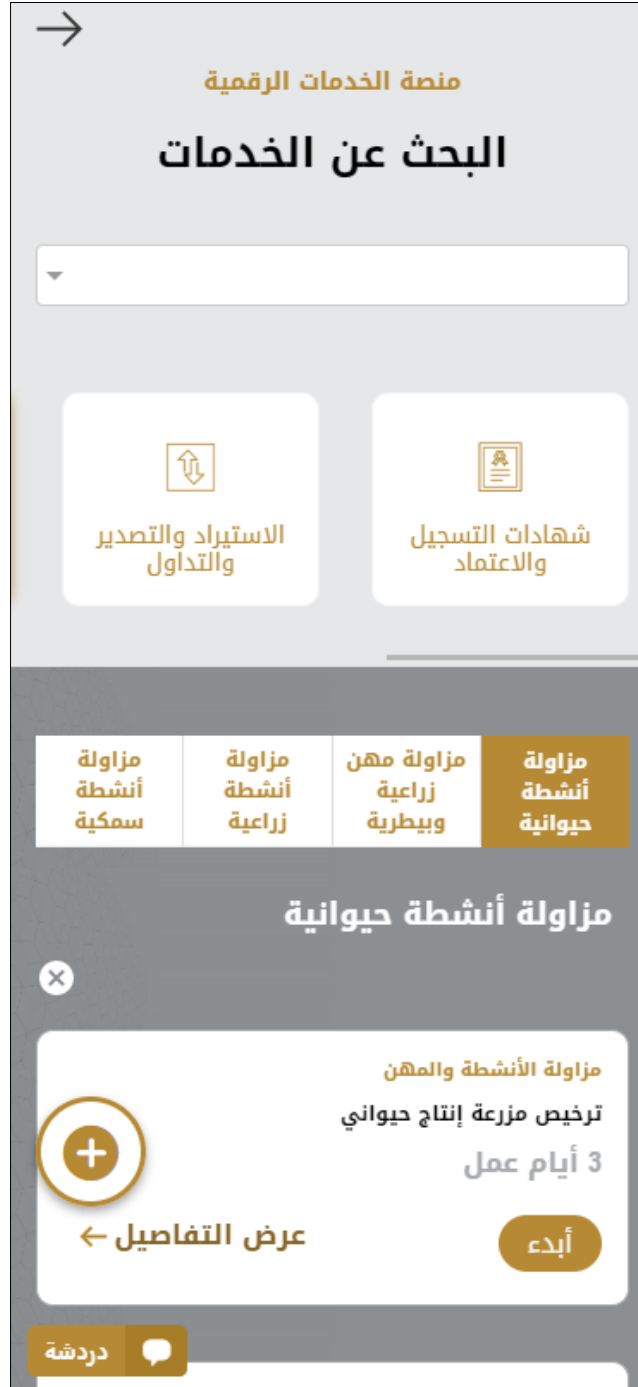 منصة الخدمات الرقمية
البحث عن الخدمات
شهادات التسجيل
والاعتماد
الاستيراد والتصدير
والتداول
مزاولة
أنشطة
حيوانية
مزاولة مهن
زراعية
وبيطرية
مزاولة
أنشطة
زراعية
مزاولة
أنشطة
سمكية
مزاولة أنشطة حيوانية
مزاولة الأنشطة والمهن
ترخيص مزرعة إنتاج حيواني
3 أيام عمل
أبدء
عرض التفاصيل
دردشة